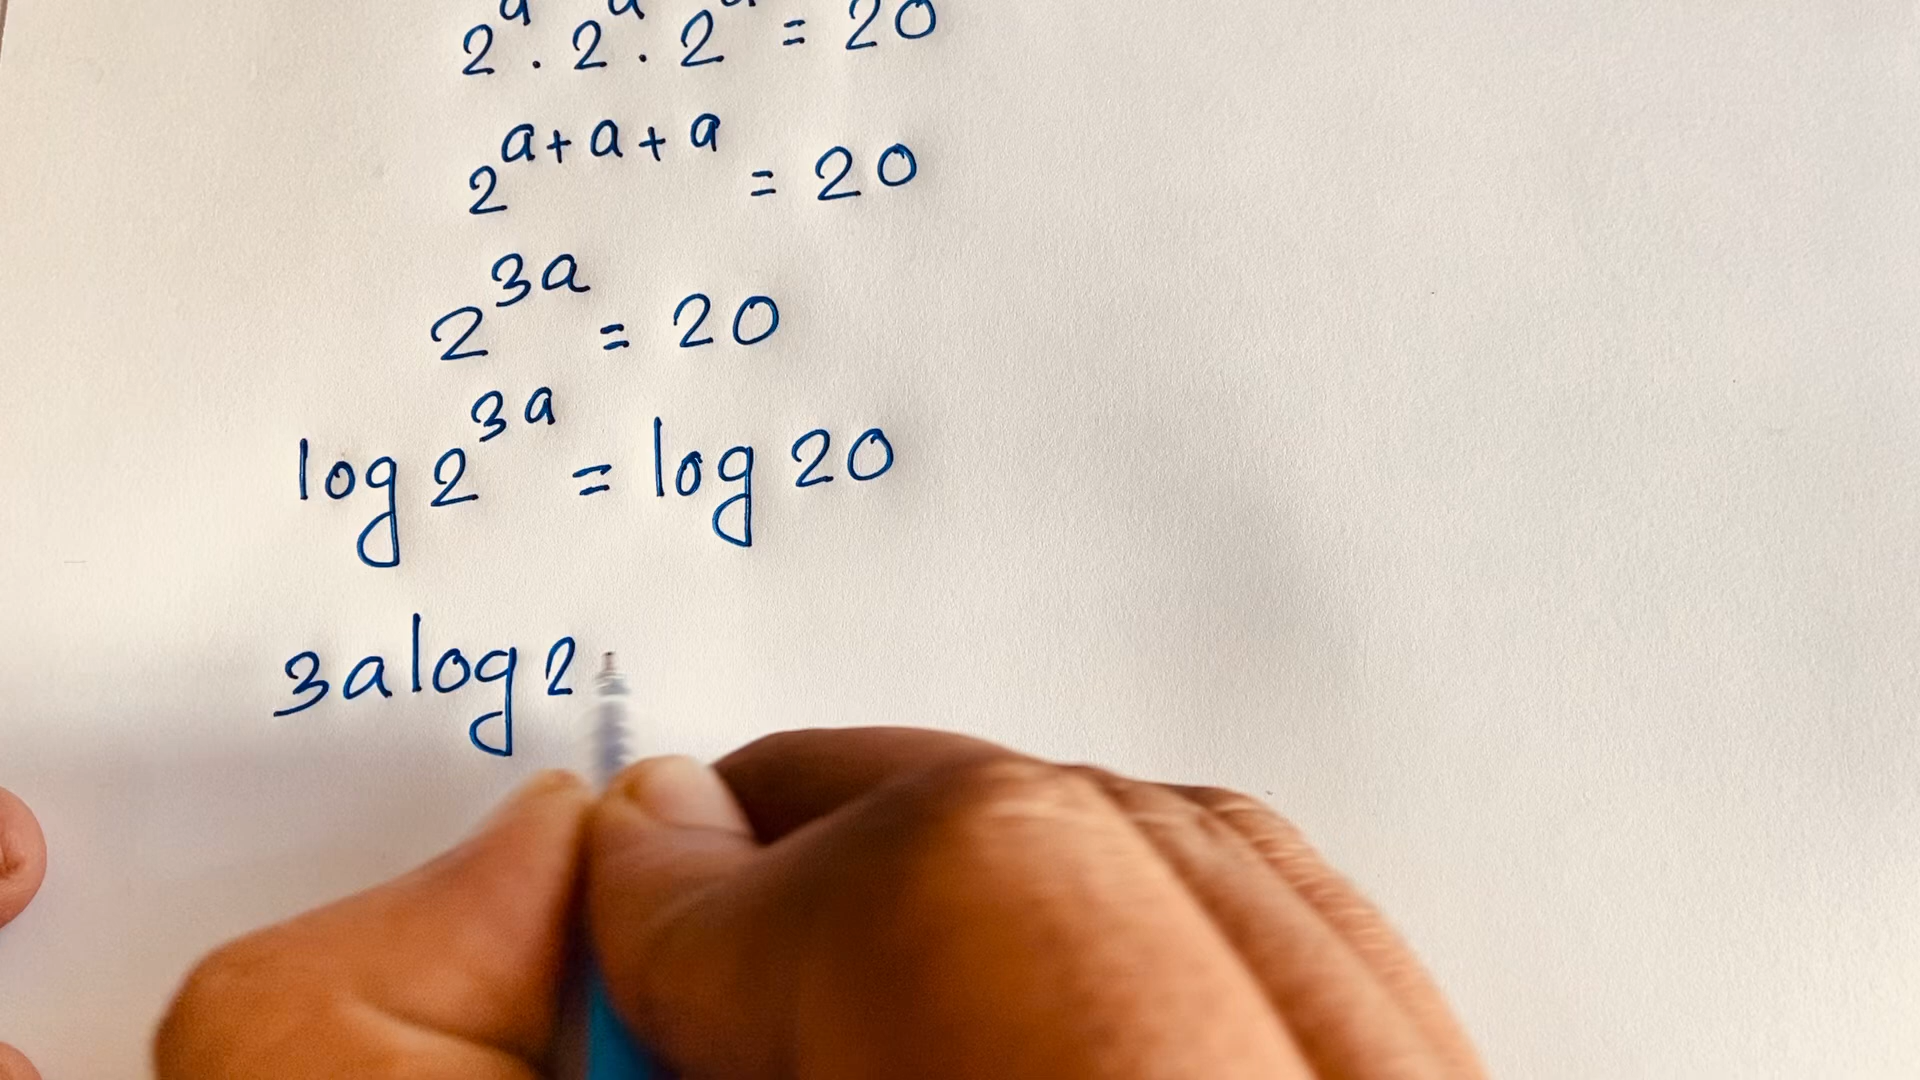 2^a . 2^a . 2^a = 20
2^a+a+a = 20
2^3a = 20
log 2^3a = log 20
3a log 2